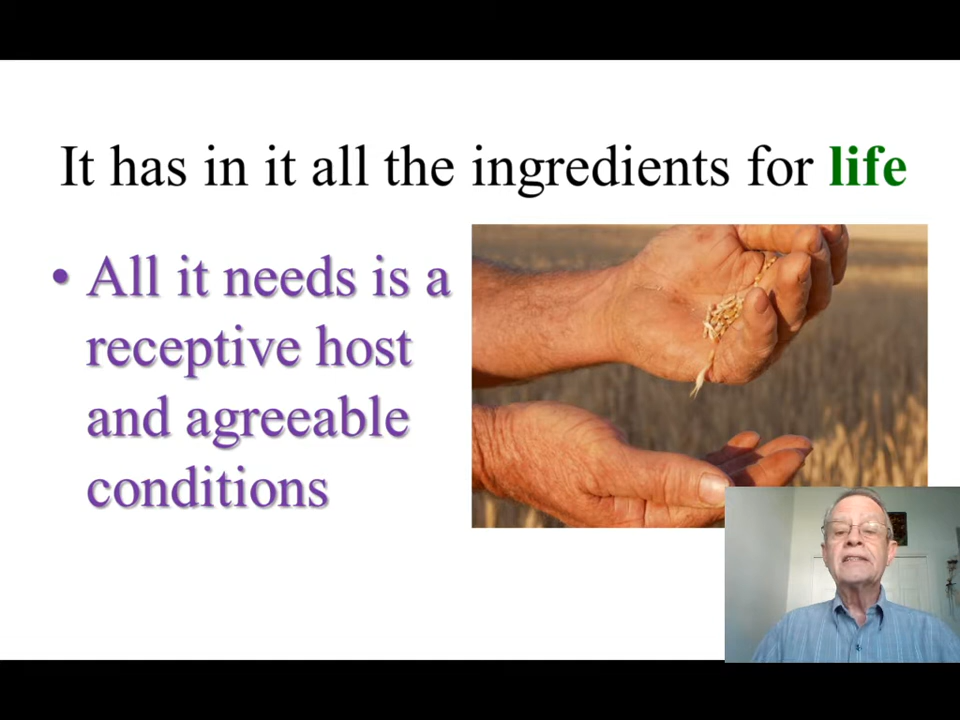 It has in it all the ingredients for life
• All it needs is a
receptive host
and agreeable
conditions